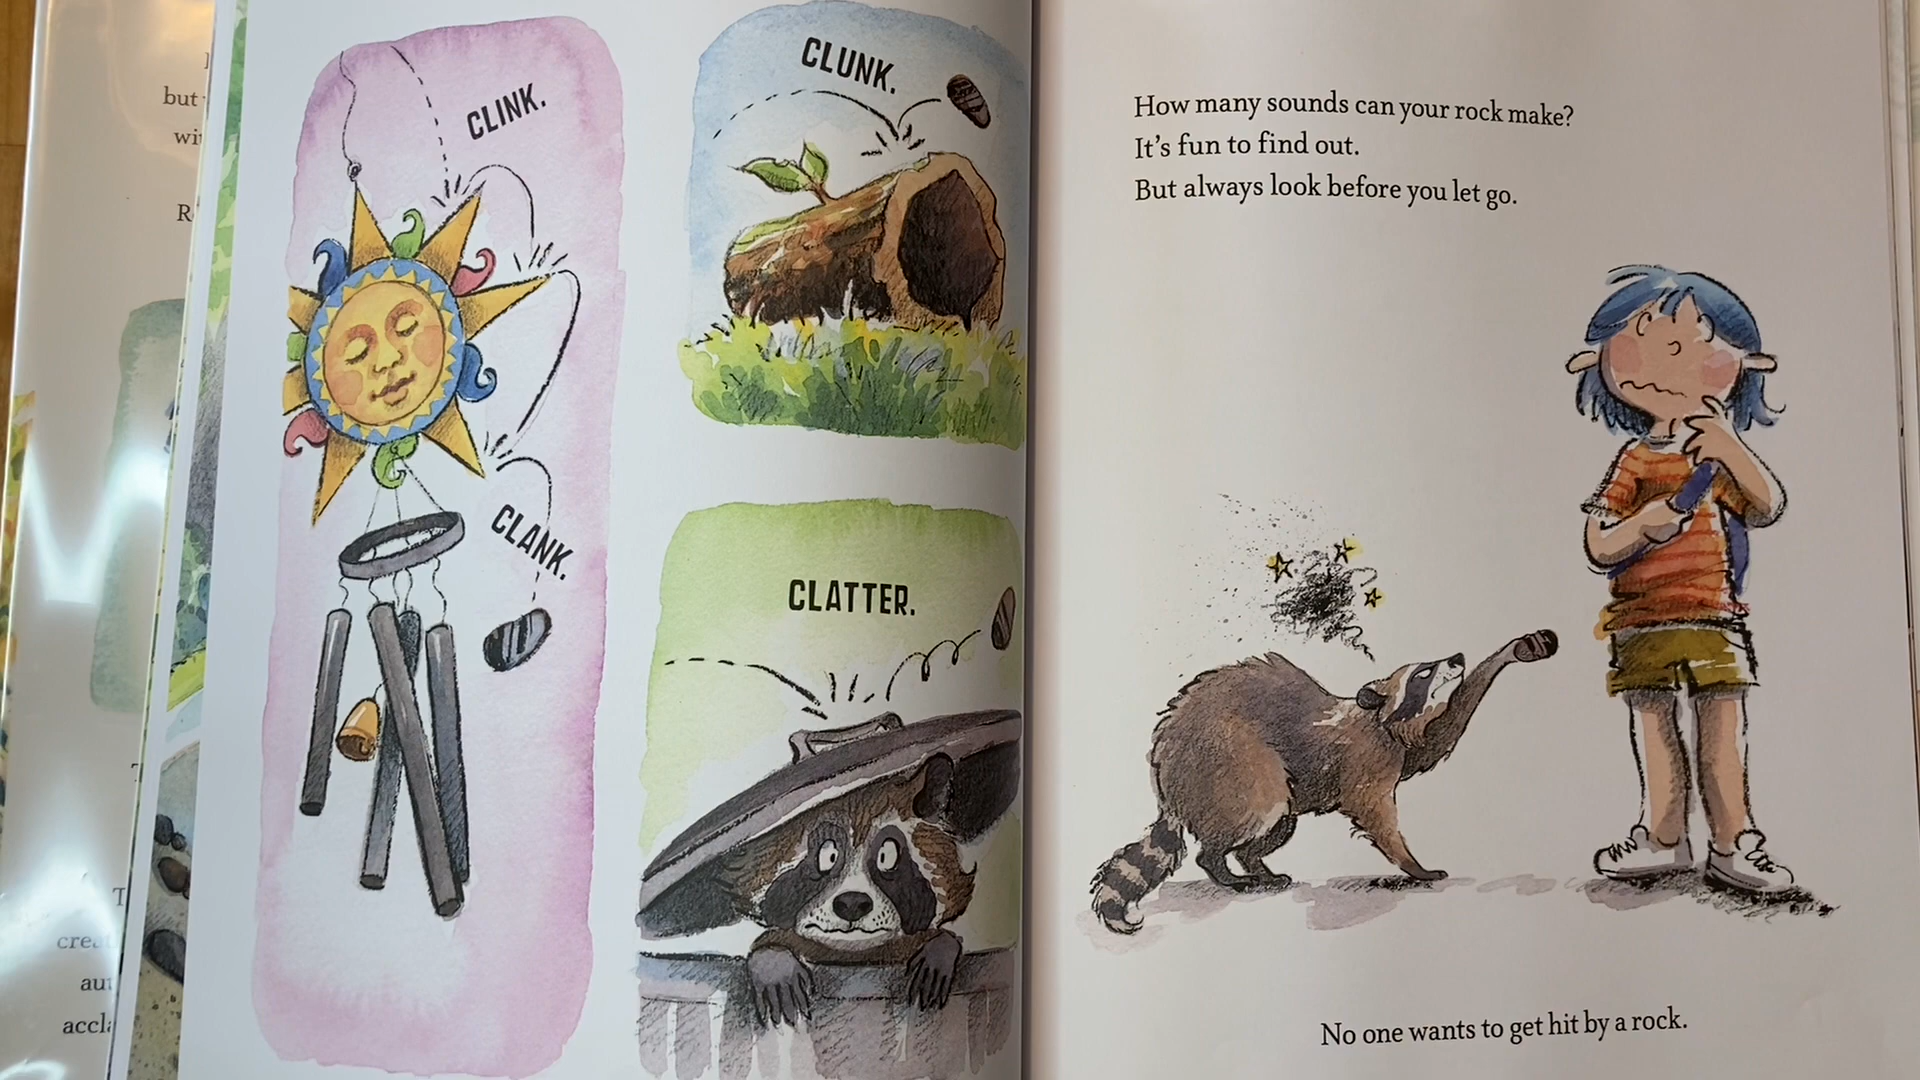 but
CLINK.
CLANK.
CLUNK.
CLATTER.
How many sounds can your rock make?
It's fun to find out.
But always look before you let go.
No one wants to get hit by a rock.